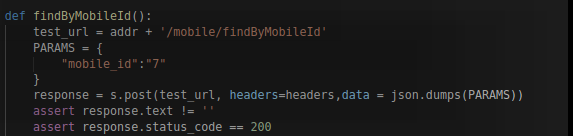 def findByMobileId():
    test_url = addr + '/mobile/findByMobileId'
    PARAMS = {
        "mobile_id":"7"
    }
    response = s.post(test_url, headers=headers,data = json.dumps(PARAMS))
    assert response.text != ''
    assert response.status_code == 200